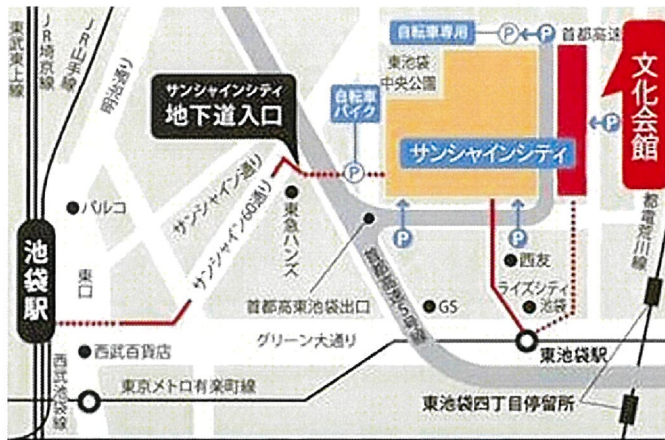 東武東上線
JR埼京線
JR山手線
明治通り
サンシャインシティ
地下道入口
自転車専用
P
P
首都高速
文化会館
東池袋
中央公園
自転車
バイク
P
サンシャインシティ
P
サンシャイン通り
サンシャイン60通り
パルコ
東急ハンズ
P
P
都電荒川線
池袋駅
東口
首都高東池袋出口
首都高速5号線
西友
ライズシティ
池袋
GS
グリーン大通り
西武百貨店
東池袋駅
西武池袋線
東京メトロ有楽町線
東池袋四丁目停留所